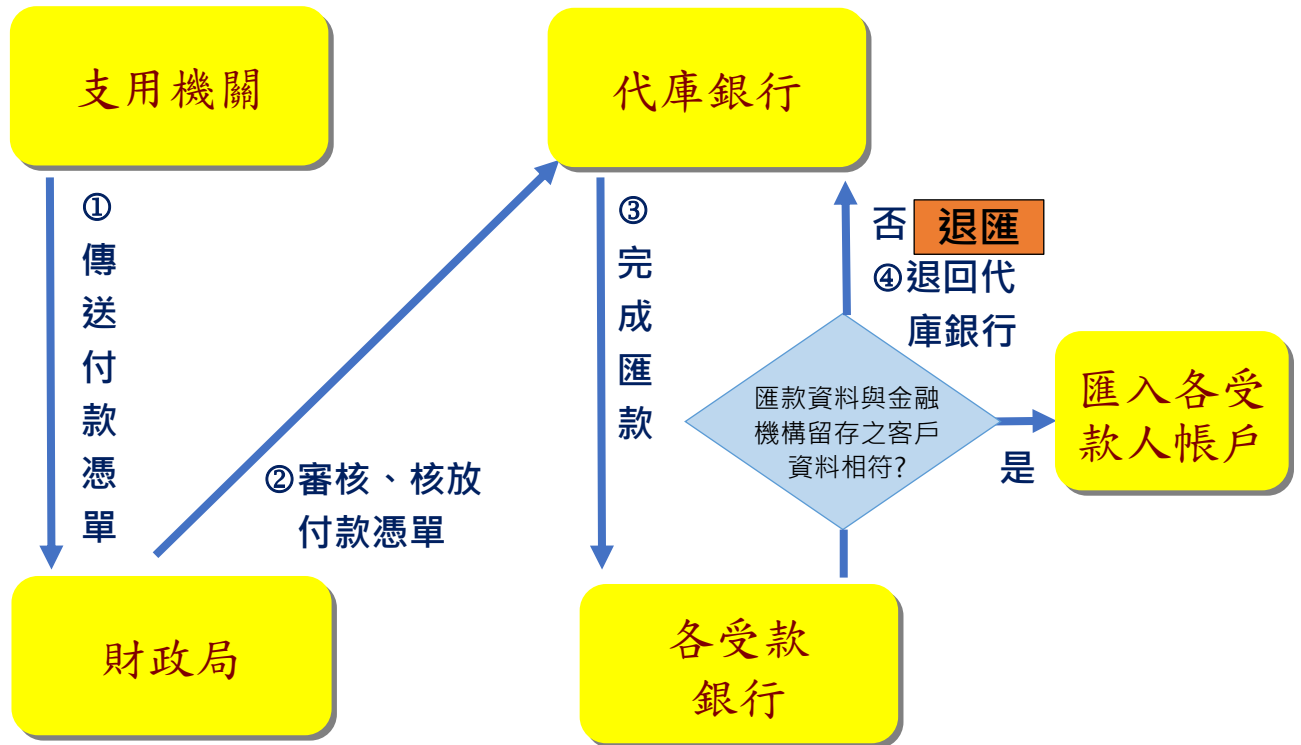 支用機關
代庫銀行
①
傳
送
付
款
憑
單
②審核、核放
付款憑單
③
完
成
匯
款
否 退匯
④退回代
庫銀行
匯款資料與金融
機構留存之客戶
資料相符?
是
匯入各受
款人帳戶
財政局
各受款
銀行